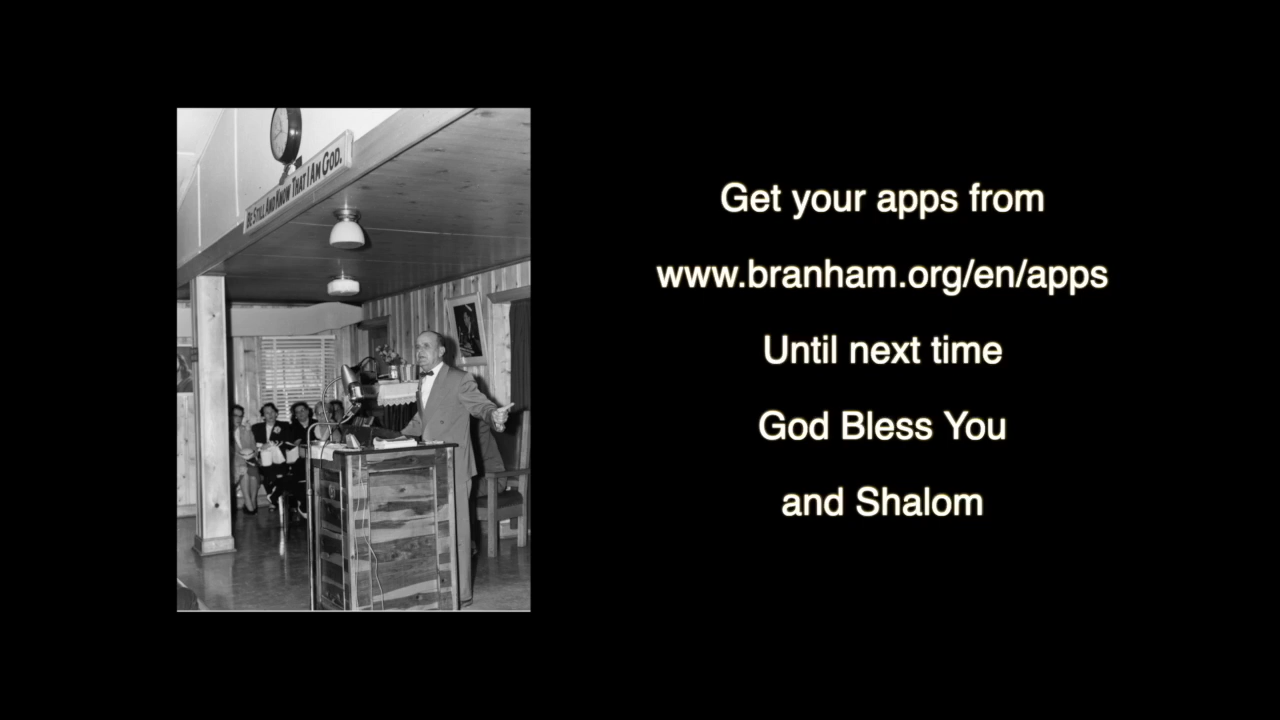 BE STILL AND KNOW THAT I AM GOD.
Get your apps from
www.branham.org/en/apps
Until next time
God Bless You
and Shalom